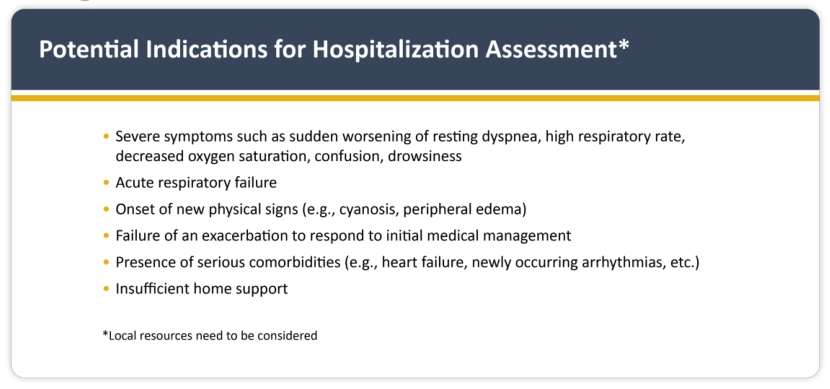 Potential Indications for Hospitalization Assessment*
• Severe symptoms such as sudden worsening of resting dyspnea, high respiratory rate,
decreased oxygen saturation, confusion, drowsiness
• Acute respiratory failure
• Onset of new physical signs (e.g., cyanosis, peripheral edema)
• Failure of an exacerbation to respond to initial medical management
• Presence of serious comorbidities (e.g., heart failure, newly occurring arrhythmias, etc.)
• Insufficient home support
*Local resources need to be considered